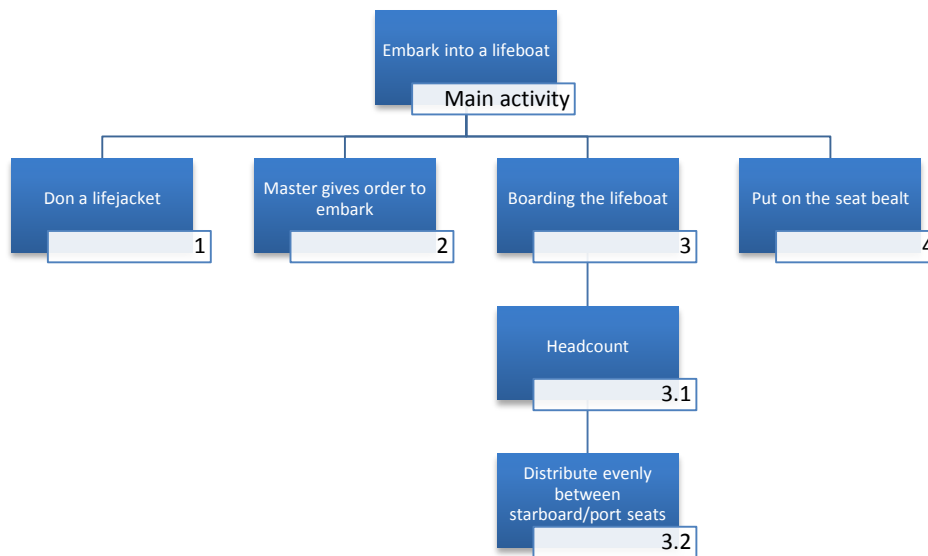 Embark into a lifeboat
Main activity
Don a lifejacket
1
Master gives order to
embark
2
Boarding the lifeboat
3
Put on the seat bealt
4
Headcount
3.1
Distribute evenly
between
starboard/port seats
3.2